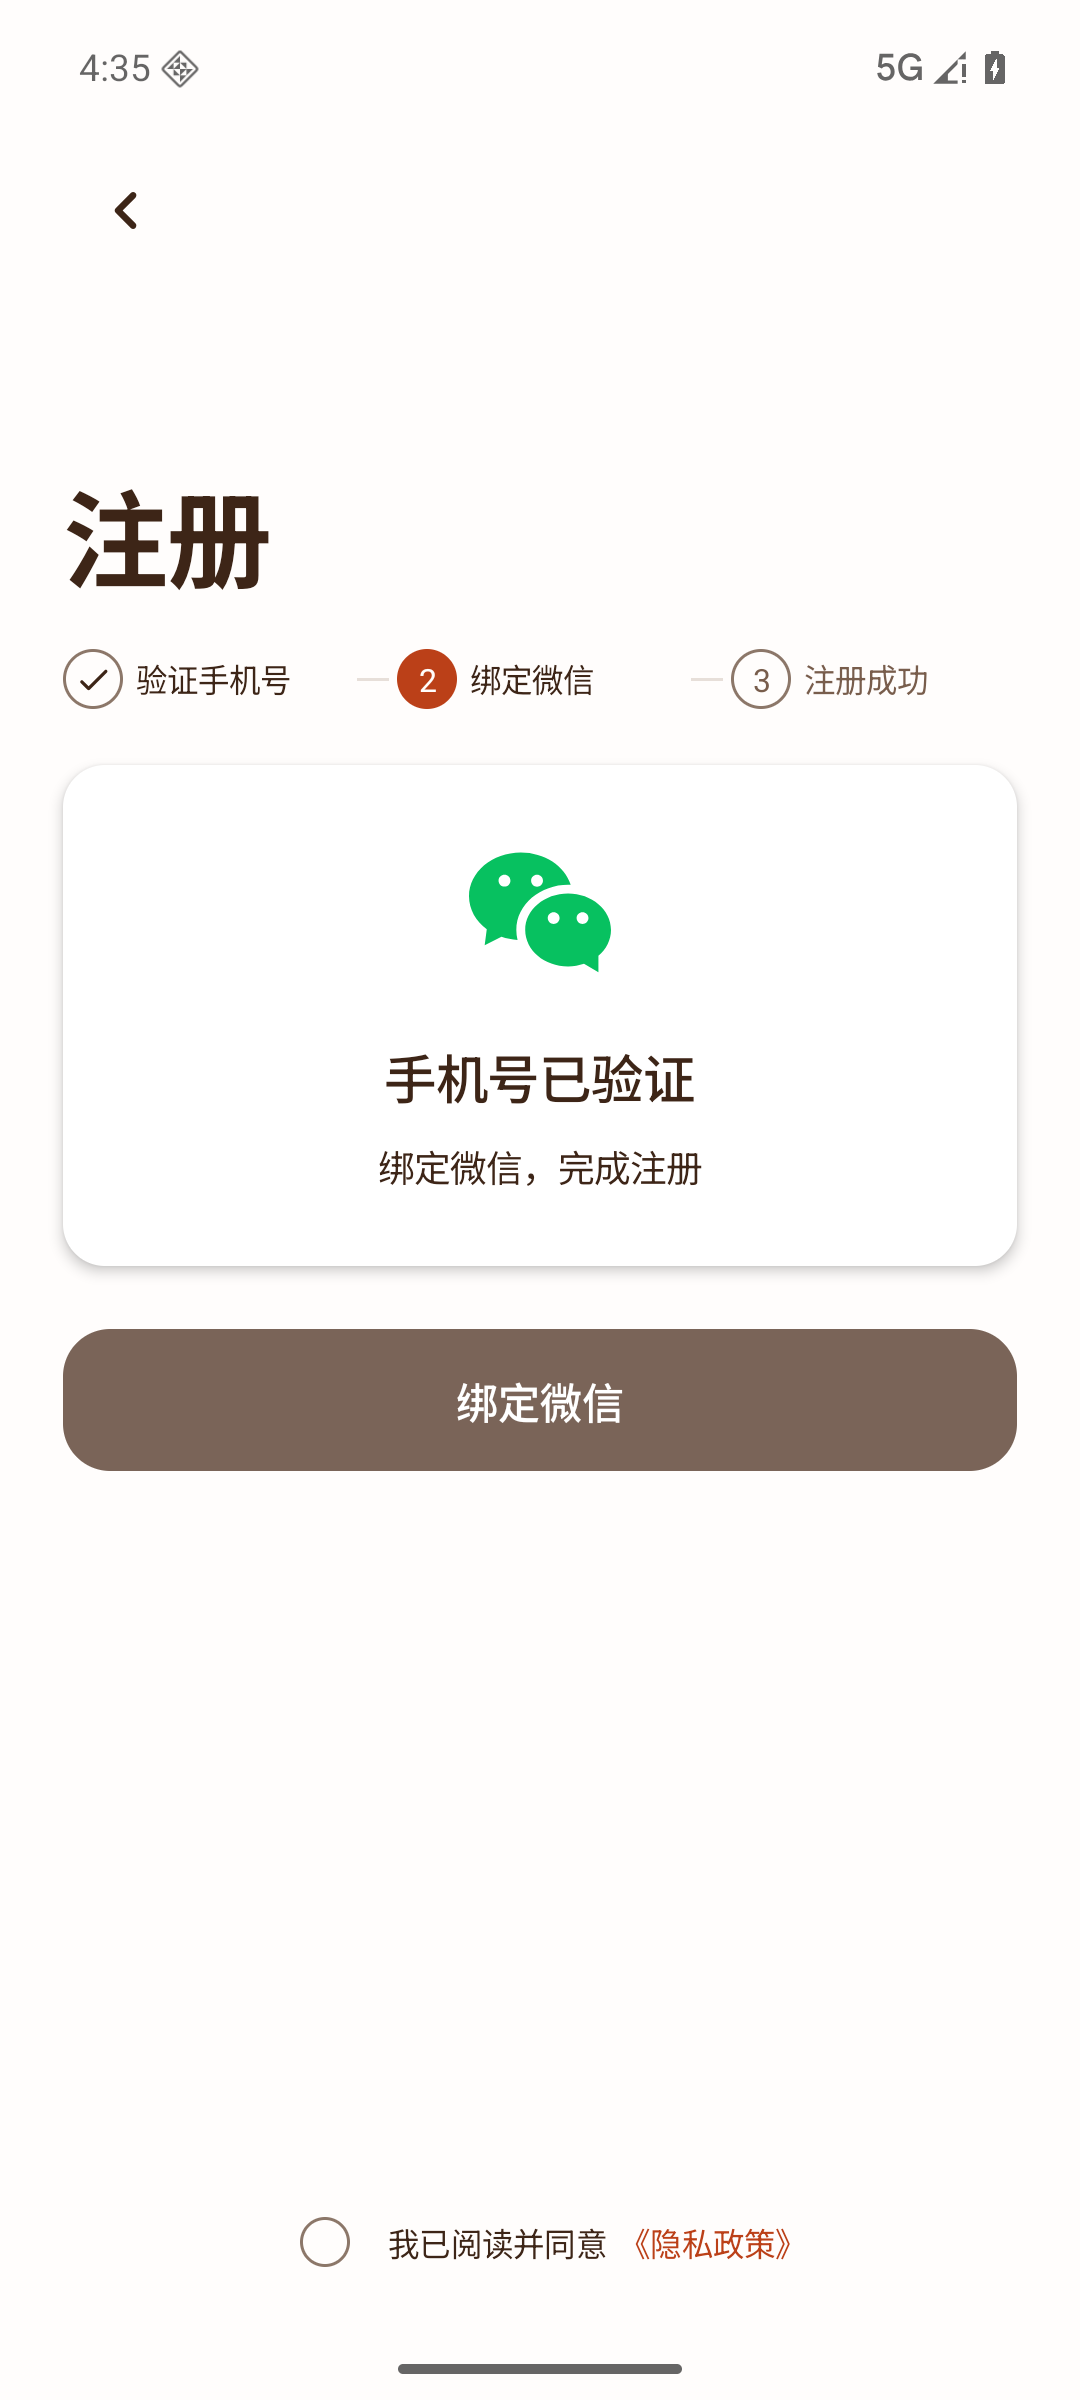 4:35
5G
注册
验证手机号
2 绑定微信
3 注册成功
手机号已验证
绑定微信，完成注册
绑定微信
我已阅读并同意 《隐私政策》